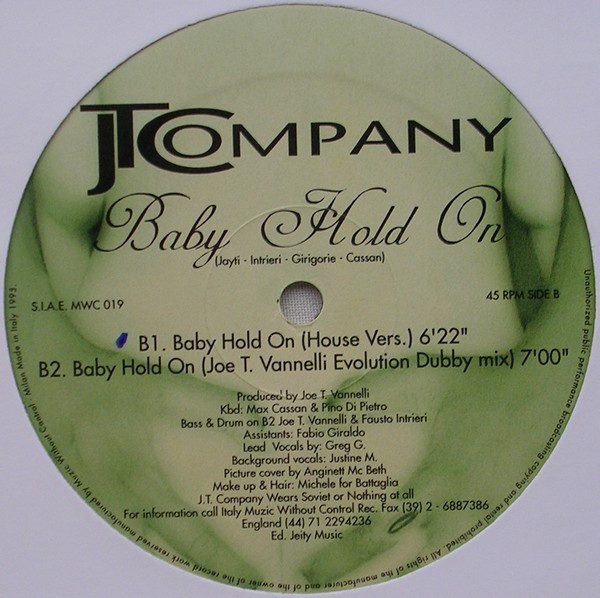 JTCOMPANY
Baby Hold On
(Jayti - Intrieri - Girigorie - Cassan)
S.I.A.E. MWC 019
45 RPM SIDE B
B1. Baby Hold On (House Vers.) 6'22"
B2. Baby Hold On (Joe T. Vannelli Evolution Dubby mix) 7'00"
Produced by Joe T. Vannelli
Kbd: Max Cassan & Pino Di Pietro
Bass & Drum on B2 Joe T. Vannelli & Fausto Intrieri
Assistants: Fabio Giraldo
Lead Vocals by: Greg G.
Background vocals: Justine M.
Picture cover by Anginett Mc Beth
Make up & Hair: Michele for Battaglia
J.T. Company Wears Soviet or Nothing at all
For information call Italy Muzic Without Control Rec. Fax (39) 2 - 6887386
England (44) 71 2294236
Ed. Jeity Music
Unauthorized public performance broadcasting copying and rental prohibited. All rights of the manufacturer and of the owner of the record work reserved manufactured by Muzic Without Control Milan Made in Italy 1995.